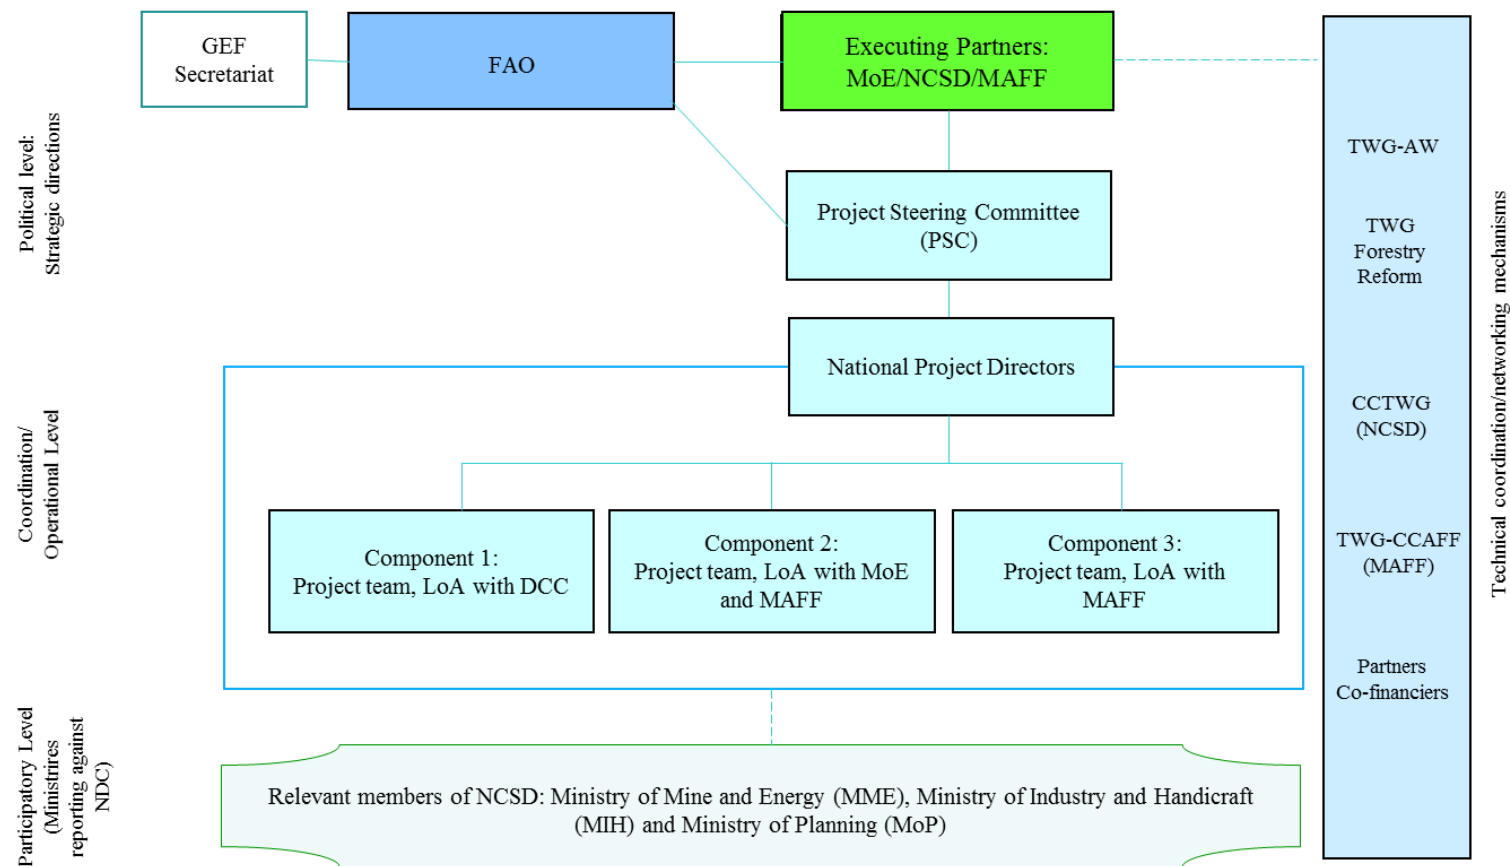 GEF
Secretariat
FAO
Executing Partners:
MoE/NCSD/MAFF
Political level:
Strategic directions
Project Steering Committee
(PSC)
National Project Directors
Coordination/
Operational Level
Component 1:
Project team, LoA with DCC
Component 2:
Project team, LoA with MoE
and MAFF
Component 3:
Project team, LoA with
MAFF
Participatory Level
(Ministrires
reporting against
NDC)
Relevant members of NCSD: Ministry of Mine and Energy (MME), Ministry of Industry and Handicraft
(MIH) and Ministry of Planning (MoP)
TWG-AW
TWG
Forestry
Reform
CCTWG
(NCSD)
TWG-CCAFF
(MAFF)
Partners
Co-financiers
Technical coordination/networking mechanisms